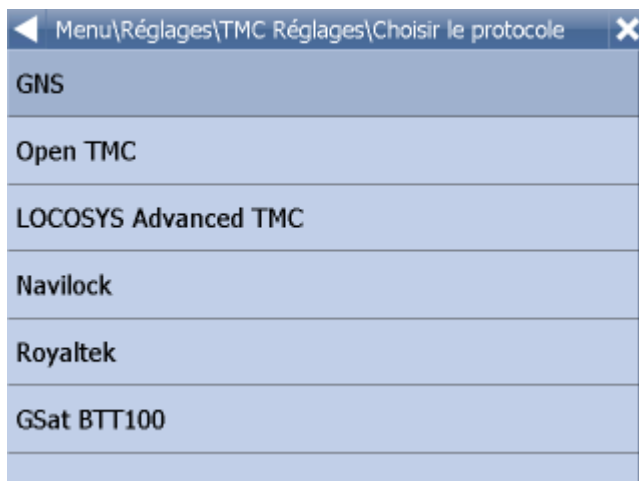 Menu\Réglages\TMC Réglages\Choisir le protocole
GNS
Open TMC
LOCOSYS Advanced TMC
Navilock
Royaltek
GSat BTT100